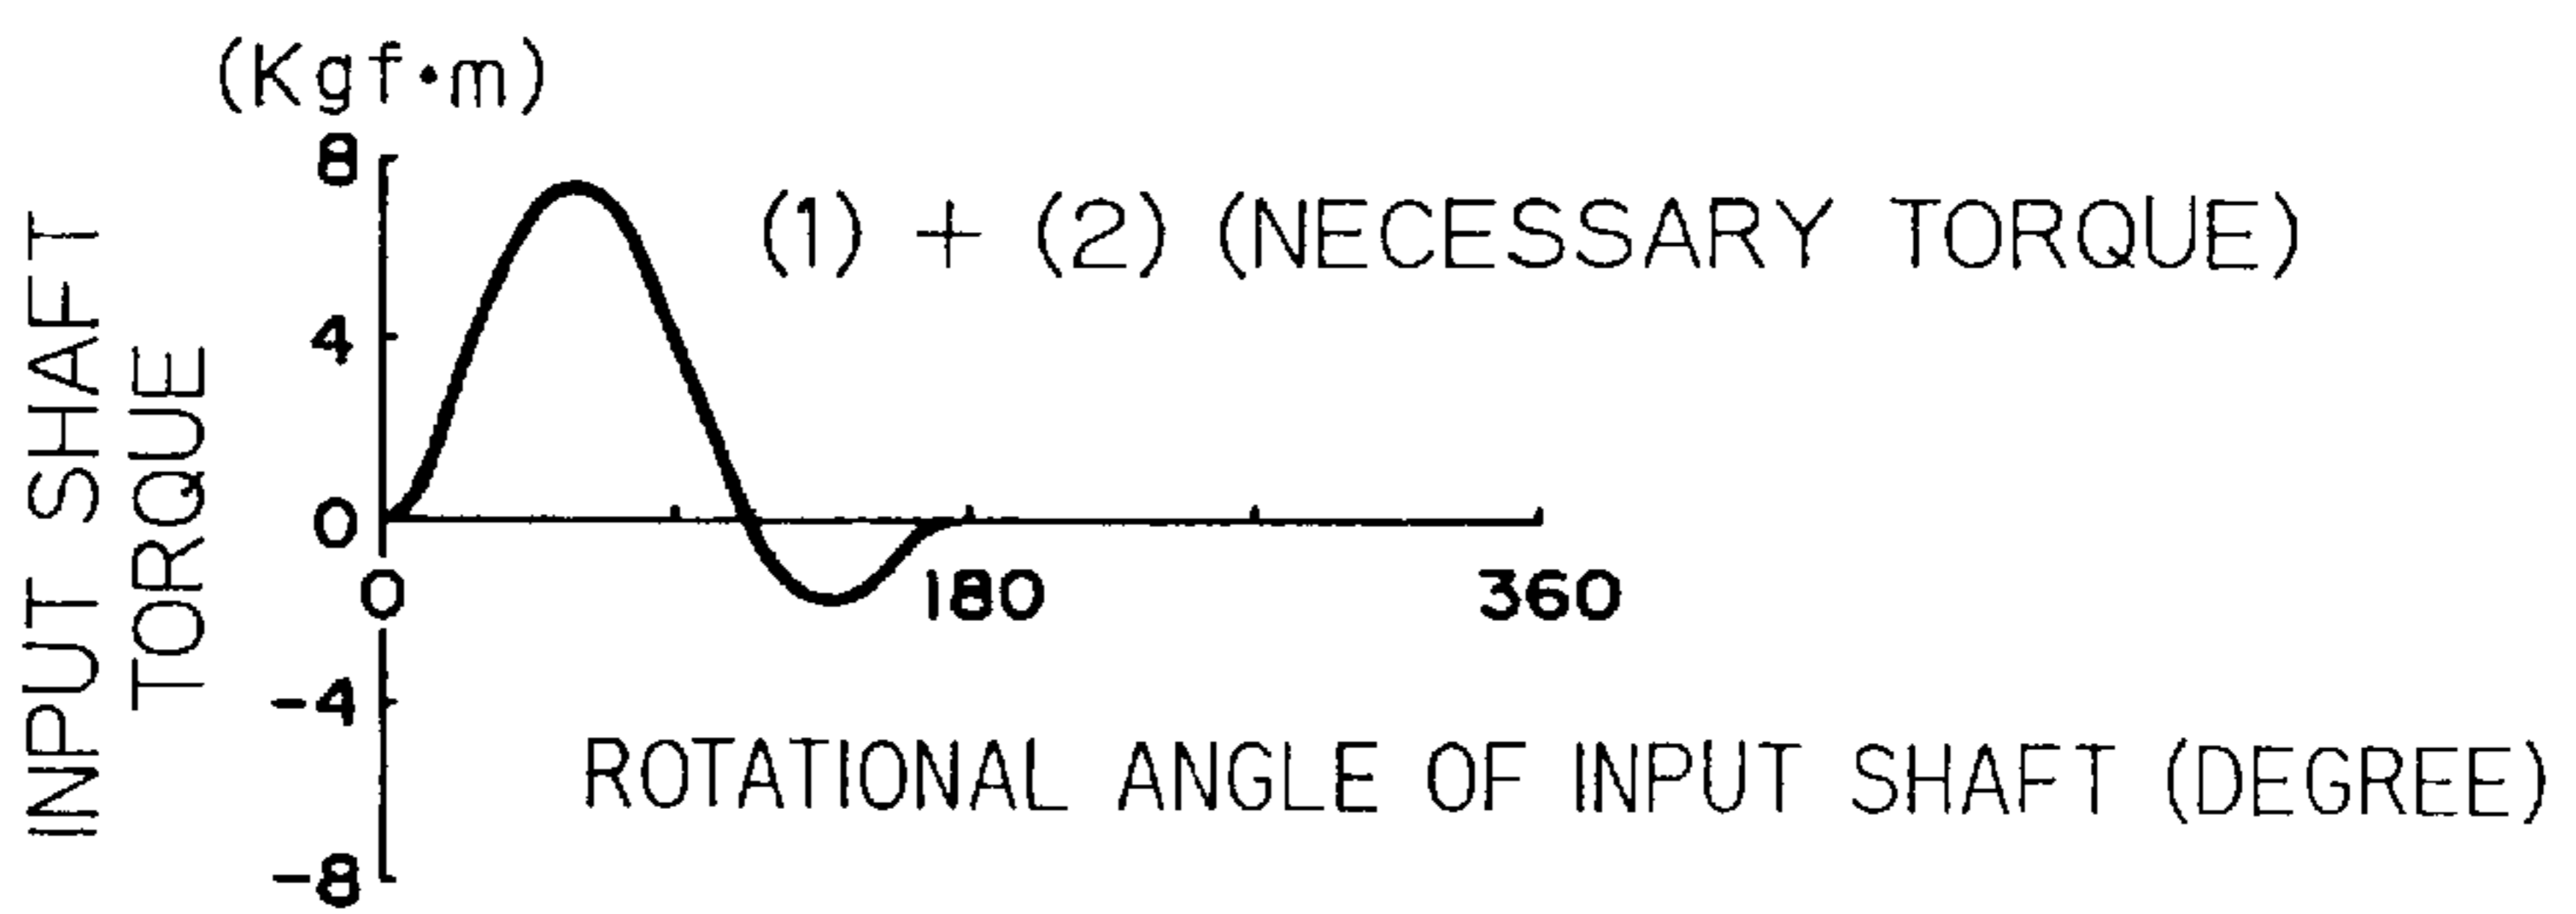 (Kgf·m)
8
(1) + (2) (NECESSARY TORQUE)
4
0
0
180
360
-4
-8
INPUT SHAFT
TORQUE
ROTATIONAL ANGLE OF INPUT SHAFT (DEGREE)